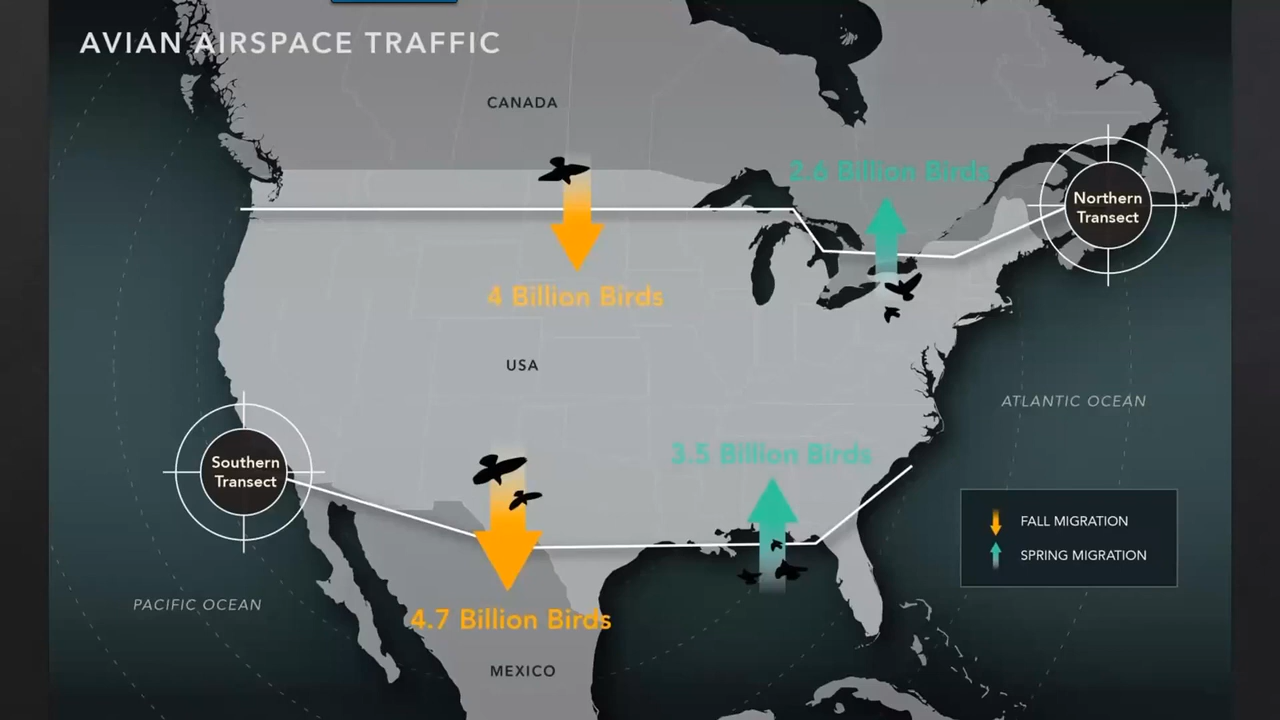 AVIAN AIRSPACE TRAFFIC
CANADA
2.6 Billion Birds
Northern
Transect
4 Billion Birds
USA
ATLANTIC OCEAN
3.5 Billion Birds
Southern
Transect
FALL MIGRATION
SPRING MIGRATION
PACIFIC OCEAN
4.7 Billion Birds
MEXICO